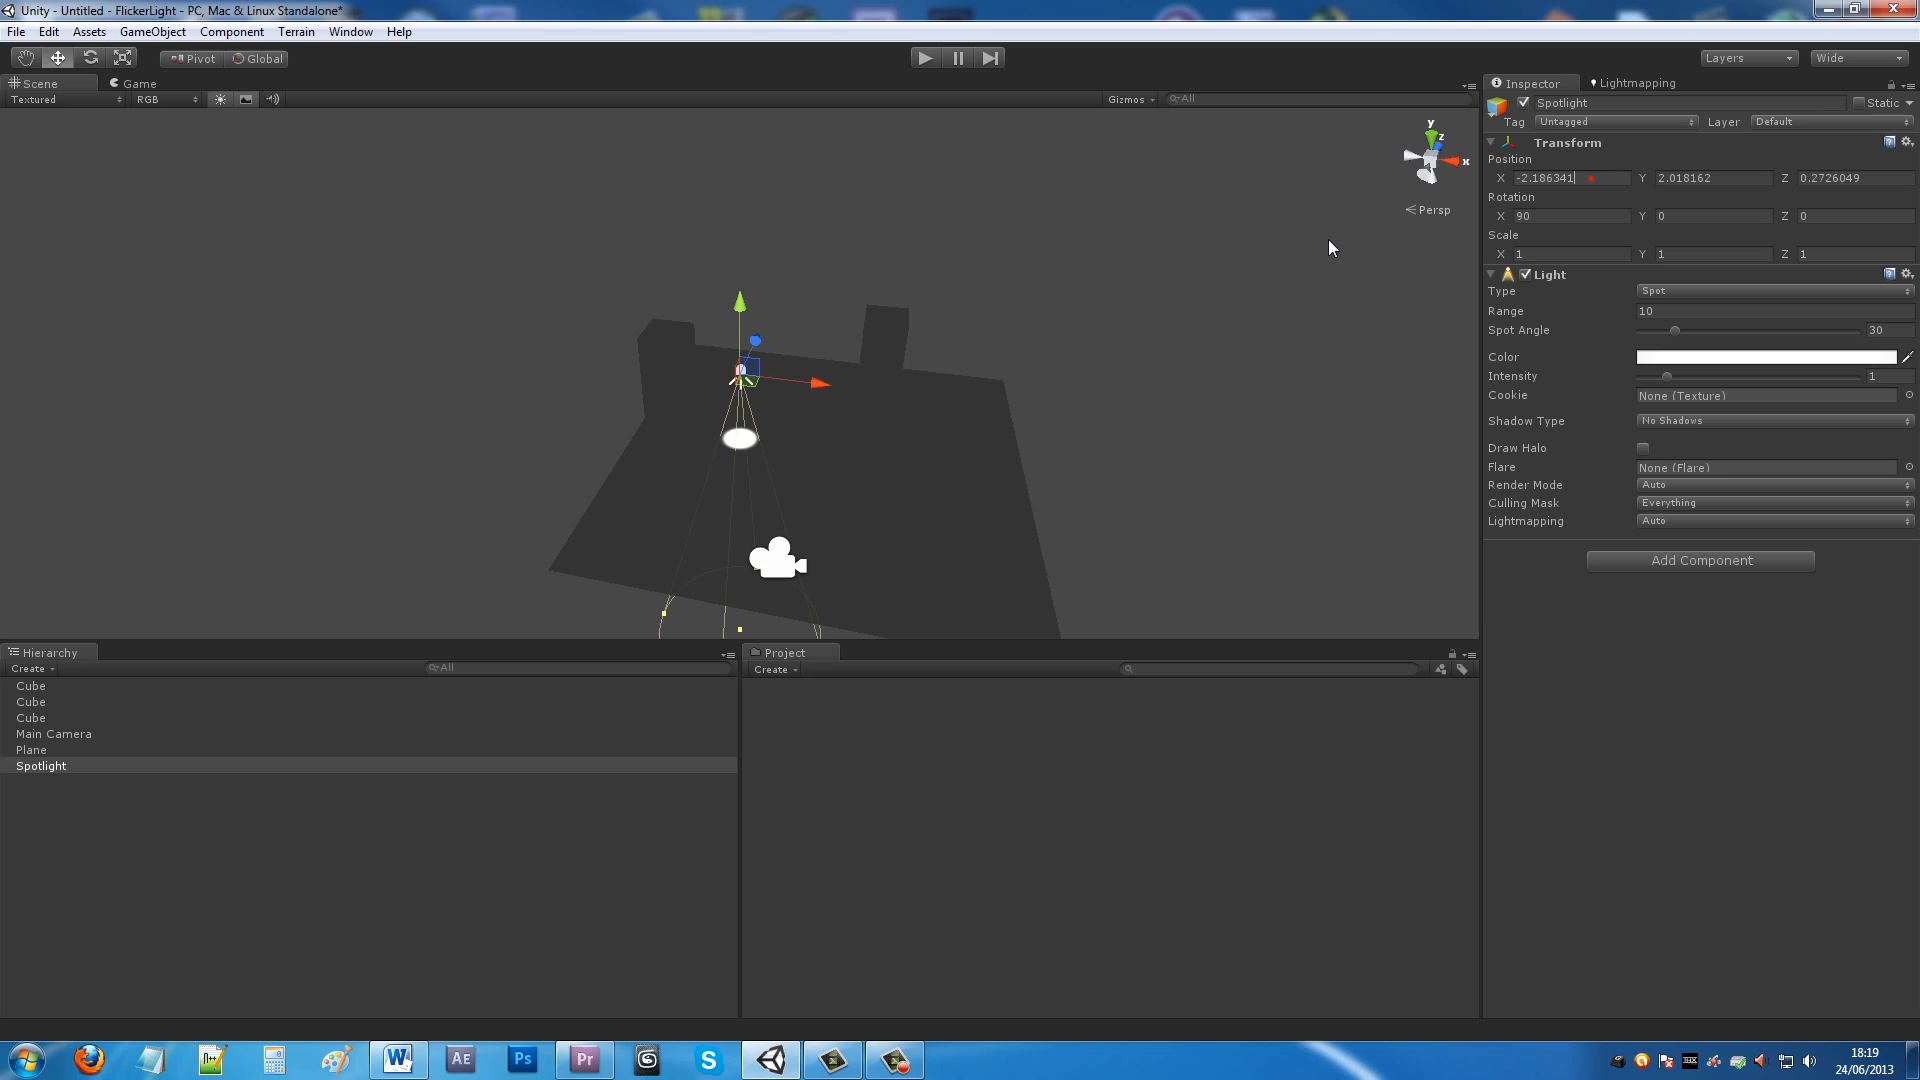 Unity - Untitled - FlickerLight - PC, Mac & Linux Standalone*
File Edit Assets GameObject Component Terrain Window Help
Pivot Global Layers Wide
Scene Game
Textured RGB Gizmos All
y
z
x
Persp
Inspector Lightmapping
Spotlight Static
Tag Untagged Layer Default
Transform
Position
X -2.186341 Y 2.018162 Z 0.2726049
Rotation
X 90 Y 0 Z 0
Scale
X 1 Y 1 Z 1
Light
Type Spot
Range 10
Spot Angle 30
Color
Intensity 1
Cookie None (Texture)
Shadow Type No Shadows
Draw Halo
Flare None (Flare)
Render Mode Auto
Culling Mask Everything
Lightmapping Auto
Add Component
Hierarchy
Create All
Cube
Cube
Cube
Main Camera
Plane
Spotlight
Project
Create
W AE Ps Pr S
18:19
24/06/2013